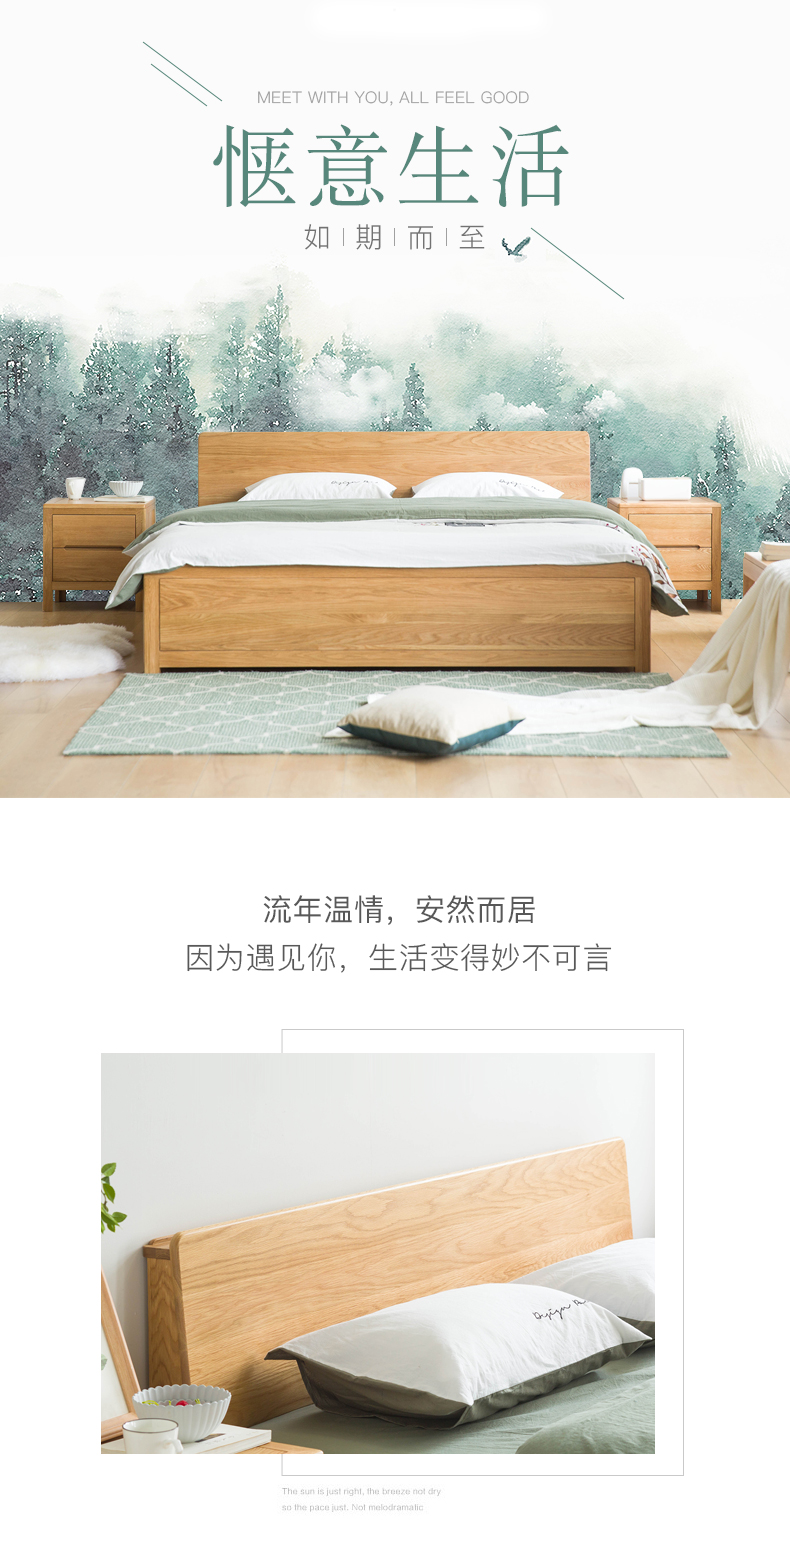 MEET WITH YOU, ALL FEEL GOOD
惬意生活
如|期|而|至
流年温情，安然而居
因为遇见你，生活变得妙不可言
The sun is just right, the breeze not dry
so the pace just. Not melodramatic